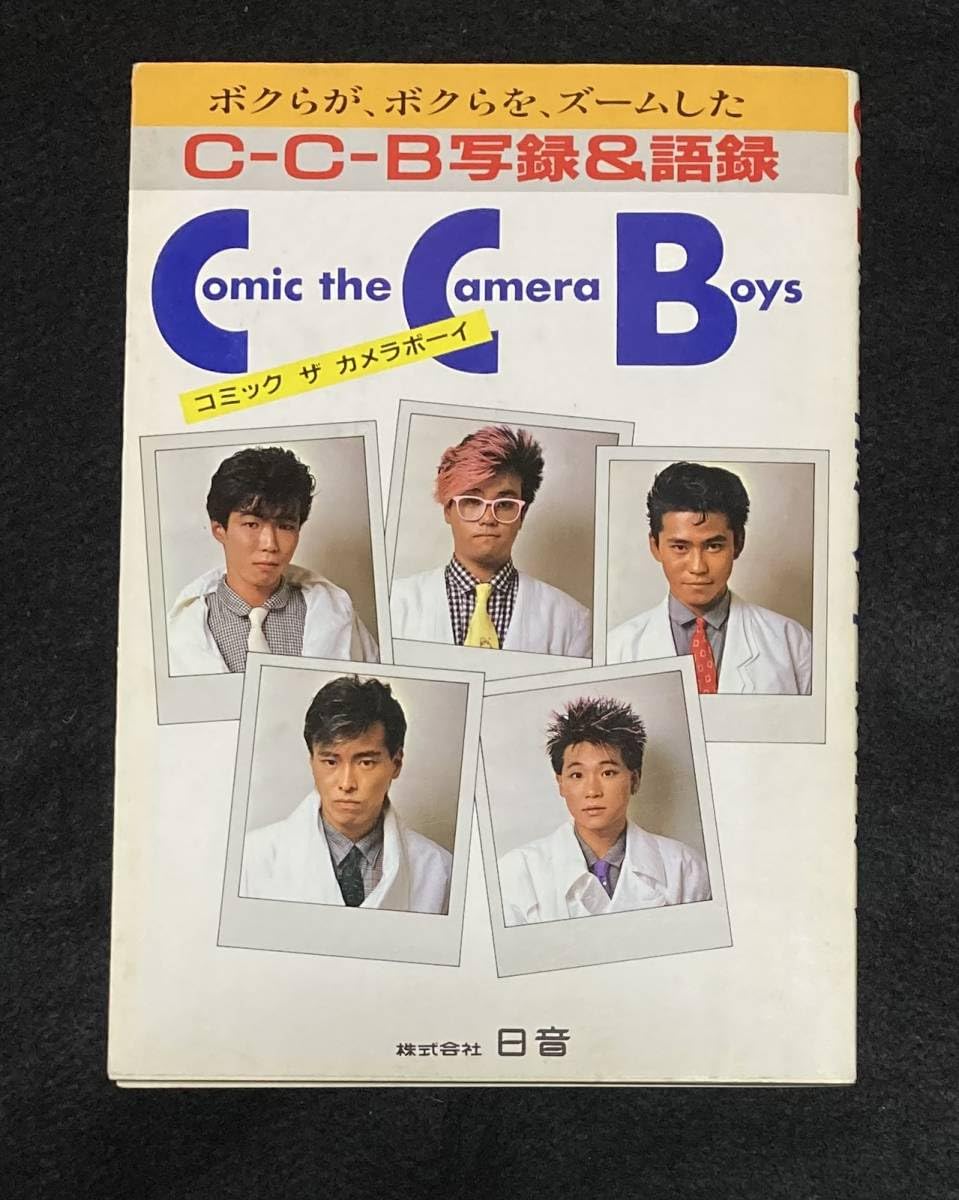 ボクらが、ボクらを、ズームした
C-C-B写録&語録
Comic the Camera Boys
コミック ザ カメラボーイ
株式会社 日音